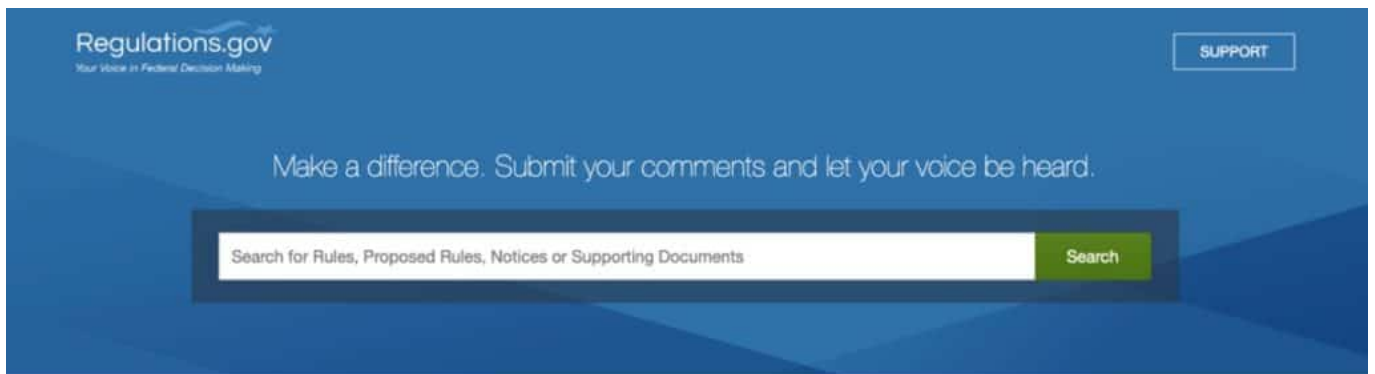 Regulations.gov
Your Voice in Federal Decision Making
SUPPORT
Make a difference. Submit your comments and let your voice be heard.
Search for Rules, Proposed Rules, Notices or Supporting Documents
Search